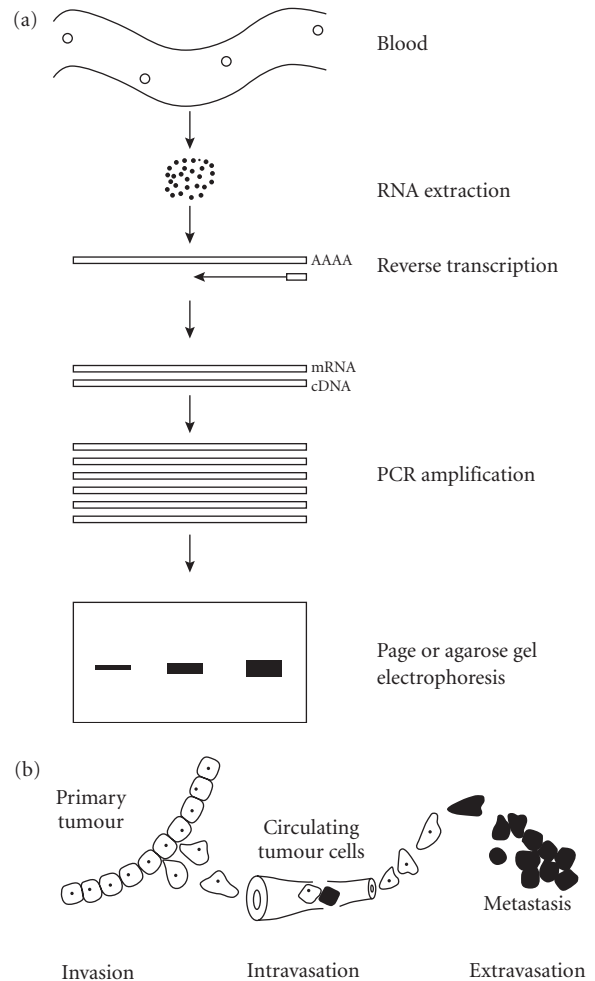 (a)
Blood
RNA extraction
AAAA
Reverse transcription
mRNA
cDNA
PCR amplification
Page or agarose gel
electrophoresis
(b)
Primary
tumour
Circulating
tumour cells
Metastasis
Invasion
Intravasation
Extravasation